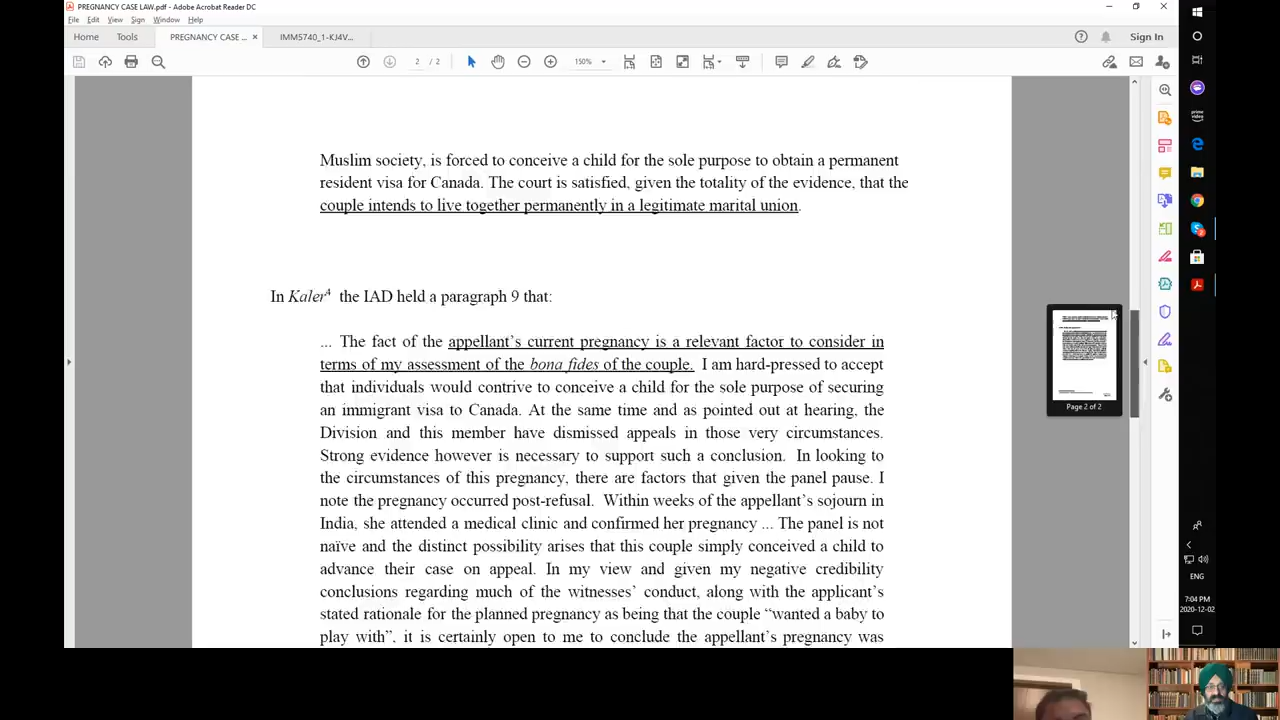 PREGNANCY CASE LAW.pdf - Adobe Acrobat Reader DC
File Edit View Sign Window Help
Home Tools PREGNANCY CASE ... × IMM5740_1-KJ4V... Sign In
2 / 2 150%
Muslim society, is forced to conceive a child for the sole purpose to obtain a permanent
resident visa for Canada. The court is satisfied, given the totality of the evidence, that the
couple intends to live together permanently in a legitimate marital union.
In Kaler4 the IAD held a paragraph 9 that:
... The fact of the appellant's current pregnancy is a relevant factor to consider in
terms of my assessment of the bona fides of the couple. I am hard-pressed to accept
that individuals would contrive to conceive a child for the sole purpose of securing
an immigrant visa to Canada. At the same time and as pointed out at hearing, the
Division and this member have dismissed appeals in those very circumstances.
Strong evidence however is necessary to support such a conclusion. In looking to
the circumstances of this pregnancy, there are factors that given the panel pause. I
note the pregnancy occurred post-refusal. Within weeks of the appellant's sojourn in
India, she attended a medical clinic and confirmed her pregnancy ... The panel is not
naïve and the distinct possibility arises that this couple simply conceived a child to
advance their case on appeal. In my view and given my negative credibility
conclusions regarding much of the witnesses' conduct, along with the applicant's
stated rationale for the planned pregnancy as being that the couple "wanted a baby to
play with", it is certainly open to me to conclude the appellant's pregnancy was
Page 2 of 2
prime video
ENG
7:04 PM
2020-12-02